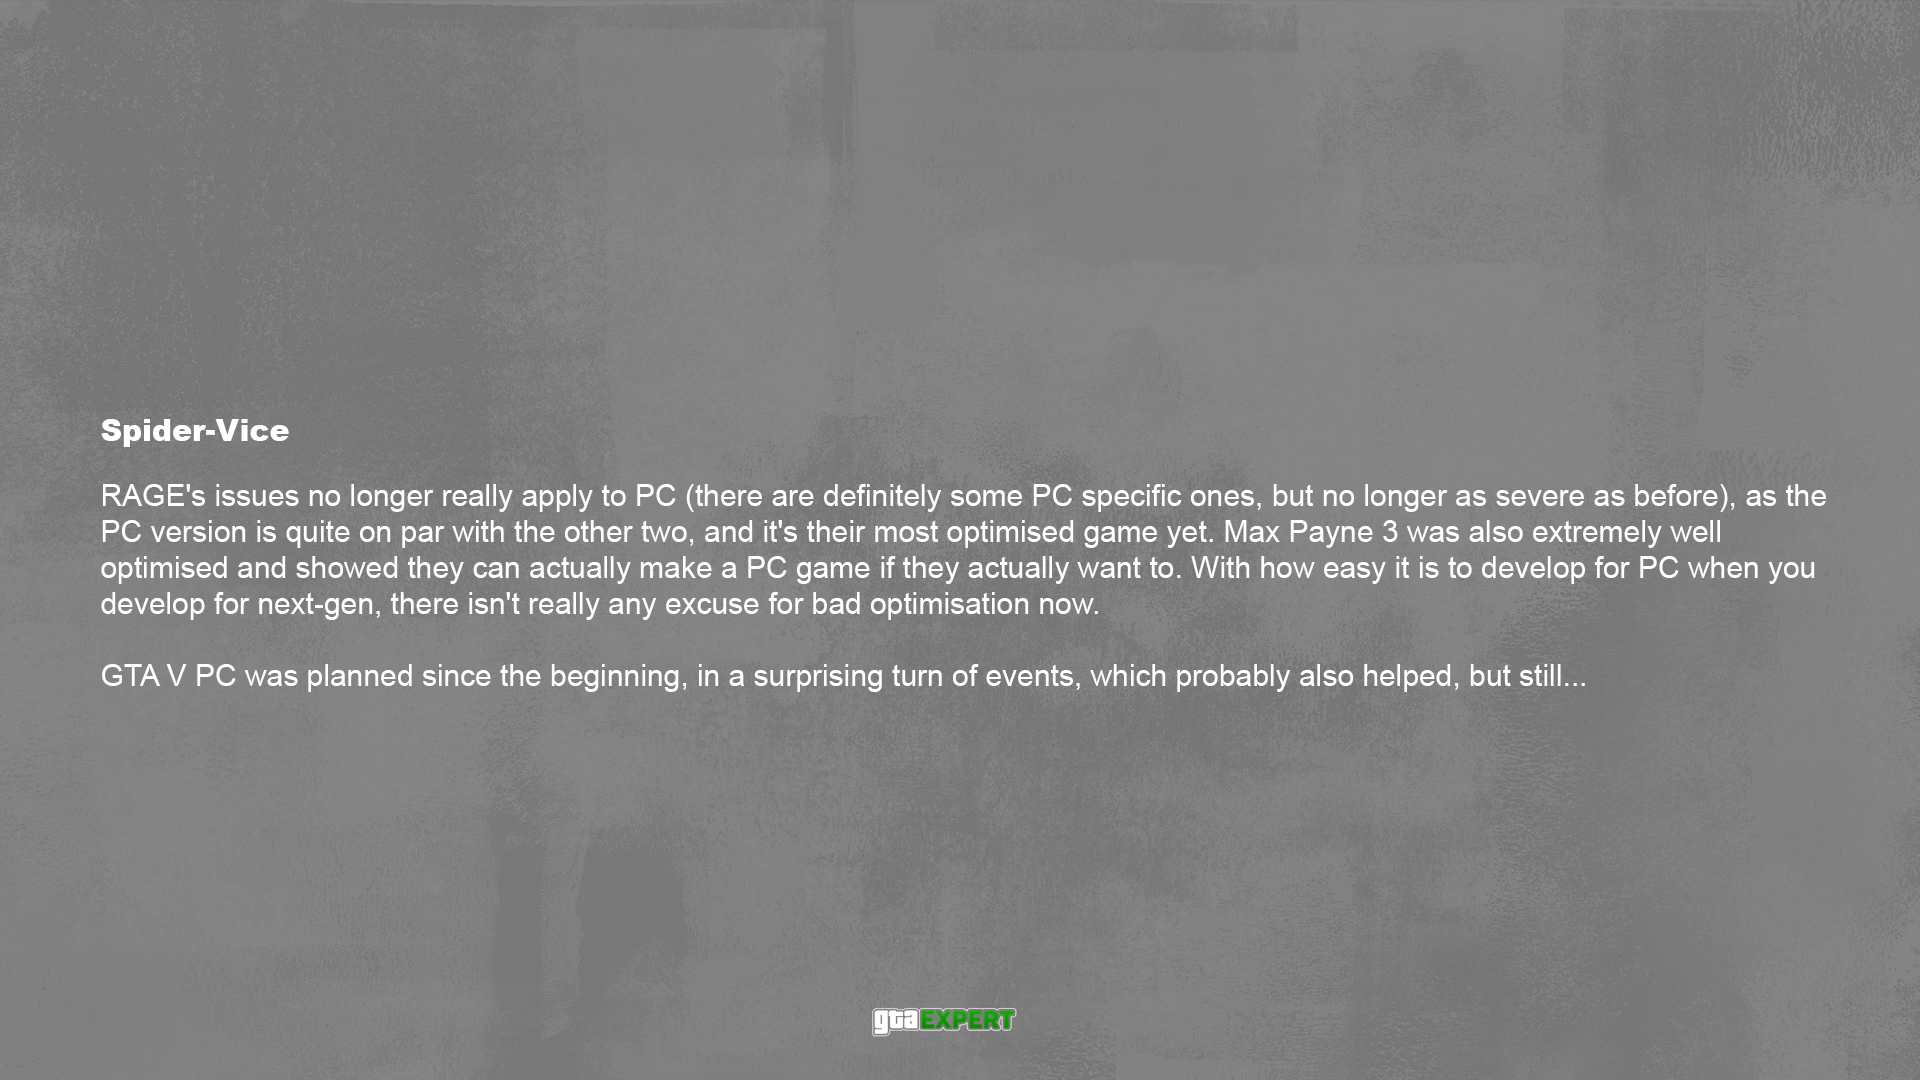 Spider-Vice
RAGE's issues no longer really apply to PC (there are definitely some PC specific ones, but no longer as severe as before), as the
PC version is quite on par with the other two, and it's their most optimised game yet. Max Payne 3 was also extremely well
optimised and showed they can actually make a PC game if they actually want to. With how easy it is to develop for PC when you
develop for next-gen, there isn't really any excuse for bad optimisation now.
GTA V PC was planned since the beginning, in a surprising turn of events, which probably also helped, but still...
gtaEXPERT